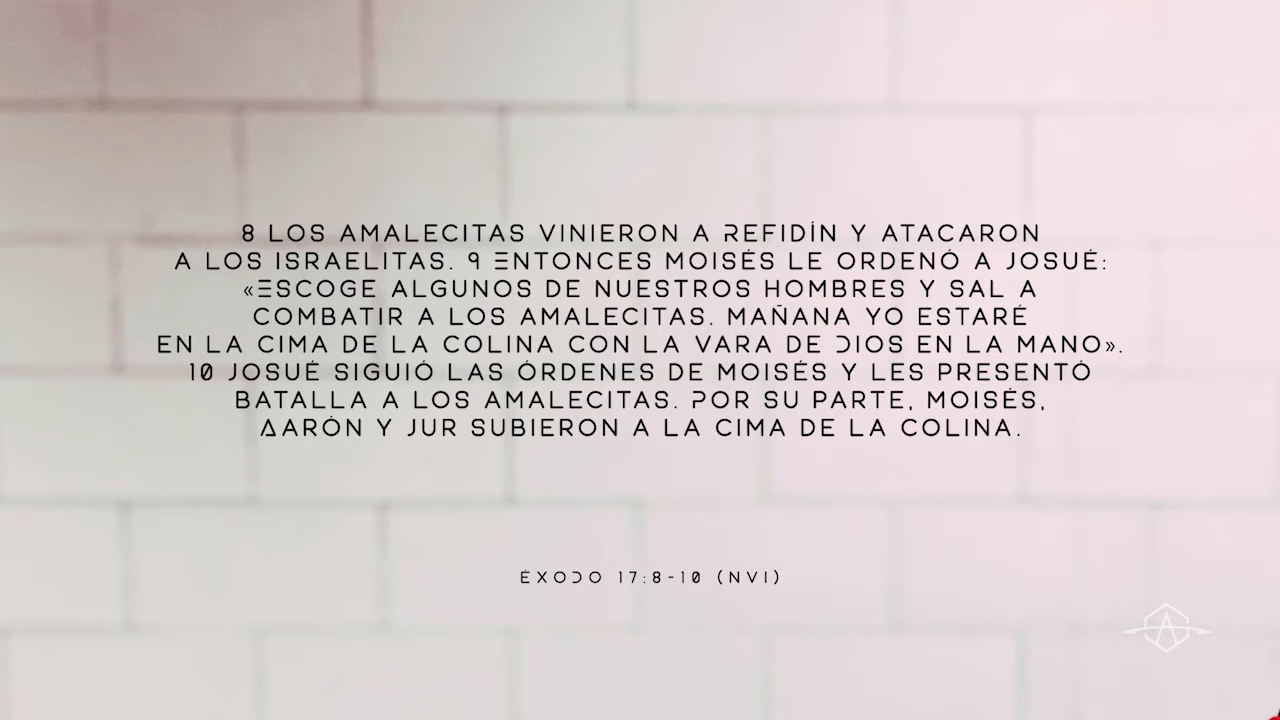 8 LOS AMALECITAS VINIERON A REFIDÍN Y ATACARON
A LOS ISRAELITAS. 9 ENTONCES MOISÉS LE ORDENÓ A JOSUÉ:
«ESCOGE ALGUNOS DE NUESTROS HOMBRES Y SAL A
COMBATIR A LOS AMALECITAS. MAÑANA YO ESTARÉ
EN LA CIMA DE LA COLINA CON LA VARA DE DIOS EN LA MANO».
10 JOSUÉ SIGUIÓ LAS ÓRDENES DE MOISÉS Y LES PRESENTÓ
BATALLA A LOS AMALECITAS. POR SU PARTE, MOISÉS,
AARÓN Y JUR SUBIERON A LA CIMA DE LA COLINA.
ÉXODO 17:8-10 (NVI)